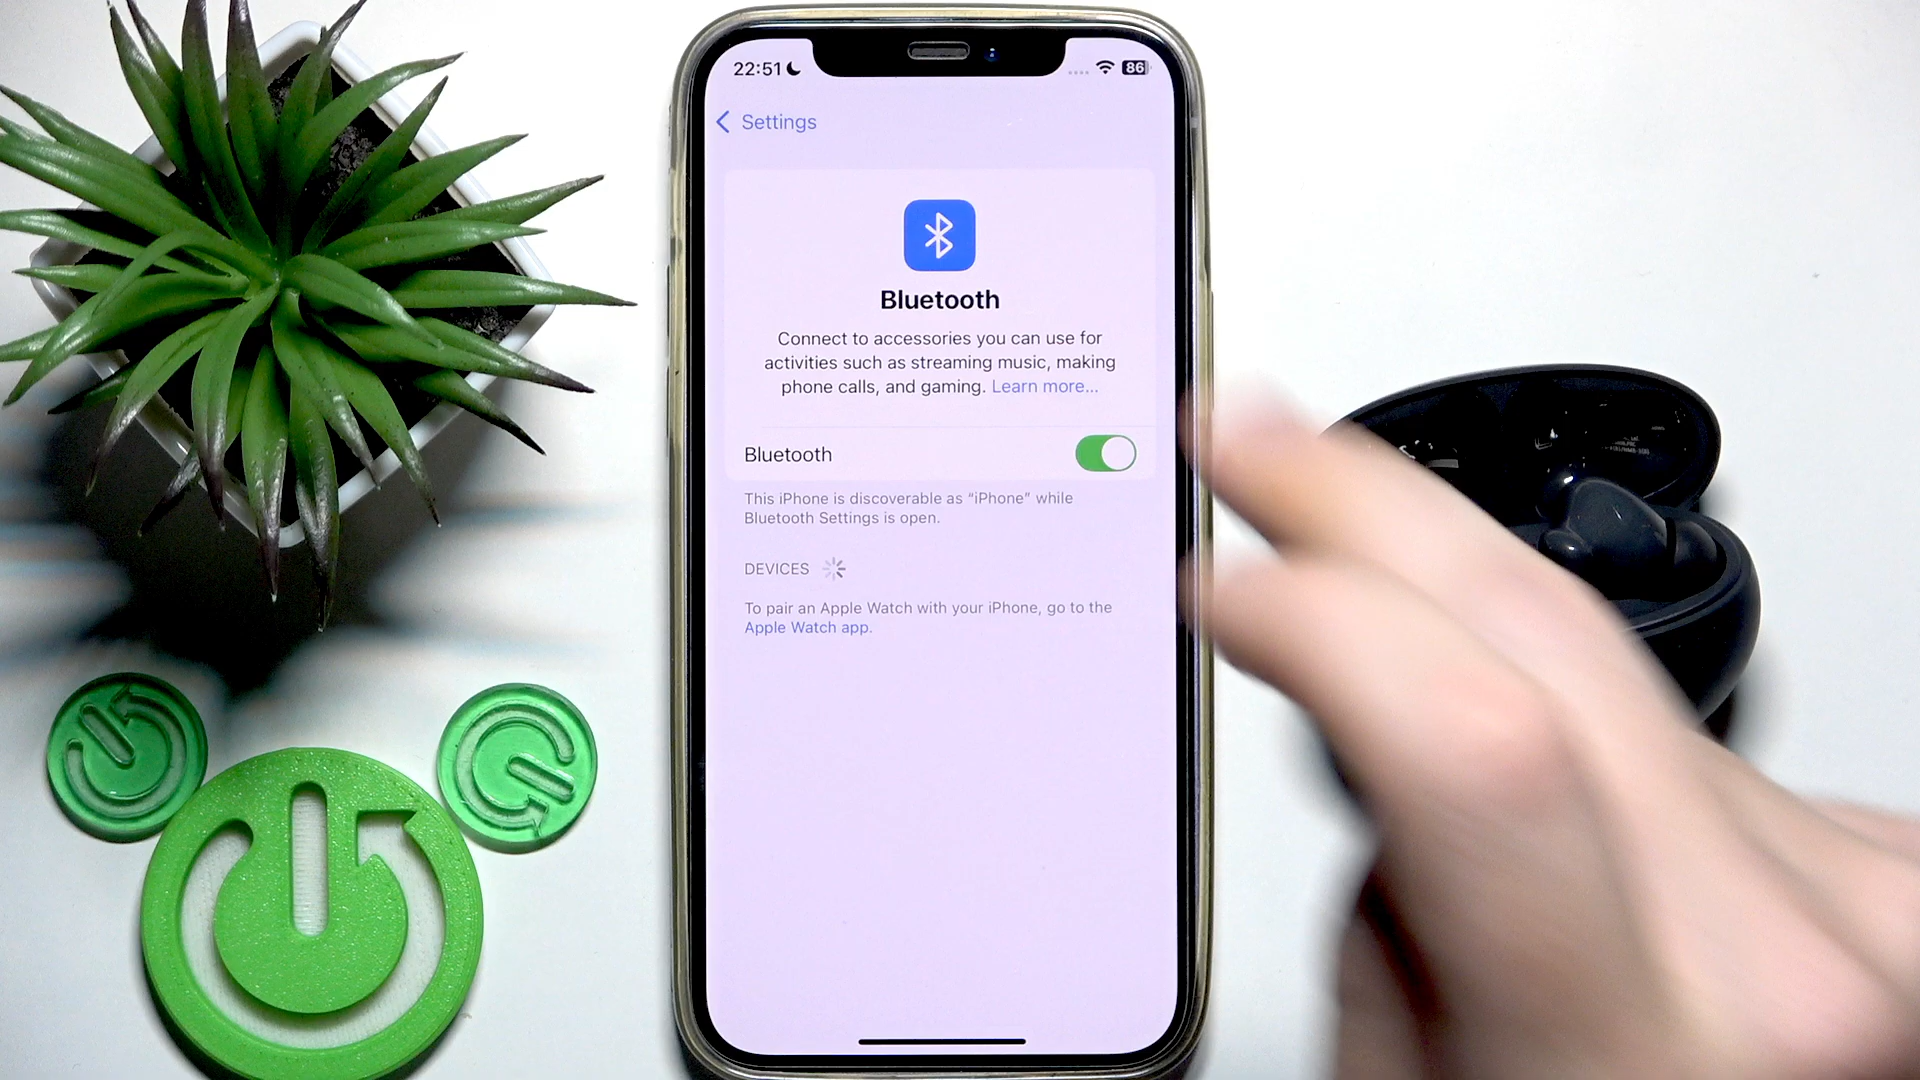 22:51
86
Settings
Bluetooth
Connect to accessories you can use for
activities such as streaming music, making
phone calls, and gaming. Learn more...
Bluetooth
This iPhone is discoverable as “iPhone” while
Bluetooth Settings is open.
DEVICES
To pair an Apple Watch with your iPhone, go to the
Apple Watch app.